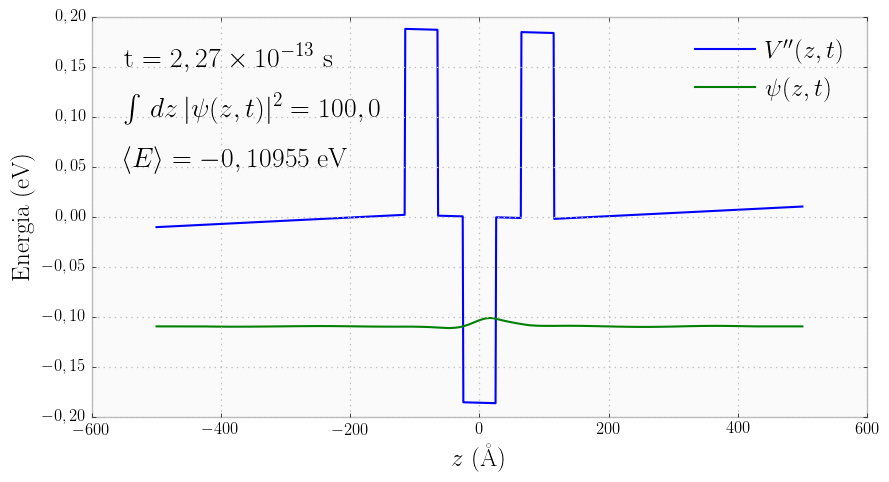 0,20
0,15
0,10
0,05
0,00
−0,05
−0,10
−0,15
−0,20
−600
−400
−200
0
200
400
600
Energia (eV)
z (Å)
t = 2,27 × 10⁻¹³ s
∫ dz |ψ(z, t)|² = 100,0
⟨E⟩ = −0,10955 eV
V′′(z, t)
ψ(z, t)